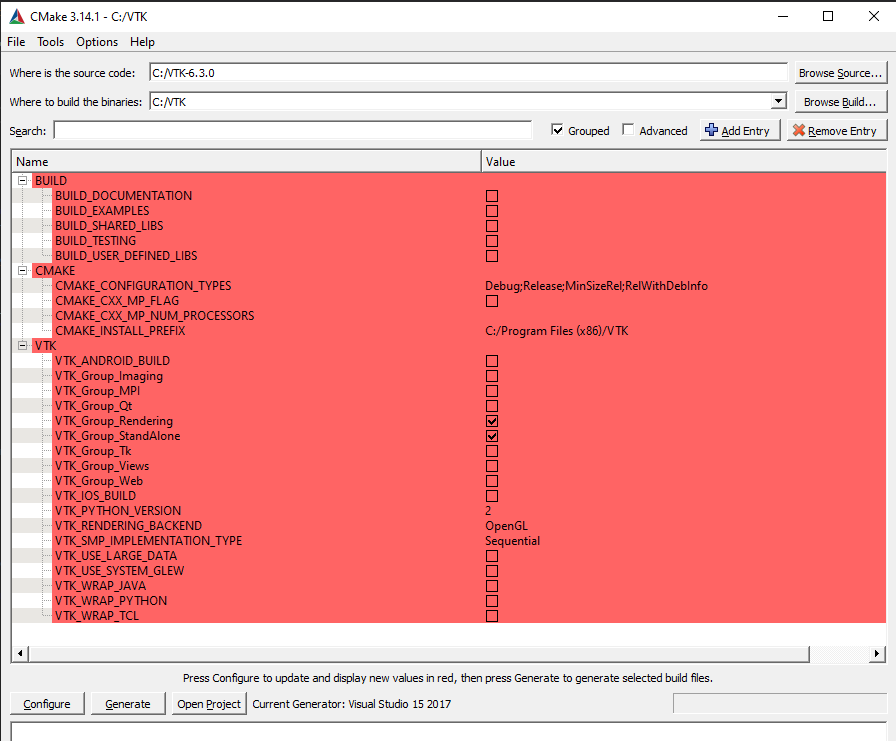 CMake 3.14.1 - C:/VTK
File Tools Options Help
Where is the source code: C:/VTK-6.3.0 Browse Source...
Where to build the binaries: C:/VTK Browse Build...
Search: Grouped Advanced Add Entry Remove Entry
Name Value
BUILD
BUILD_DOCUMENTATION
BUILD_EXAMPLES
BUILD_SHARED_LIBS
BUILD_TESTING
BUILD_USER_DEFINED_LIBS
CMAKE
CMAKE_CONFIGURATION_TYPES Debug;Release;MinSizeRel;RelWithDebInfo
CMAKE_CXX_MP_FLAG
CMAKE_CXX_MP_NUM_PROCESSORS
CMAKE_INSTALL_PREFIX C:/Program Files (x86)/VTK
VTK
VTK_ANDROID_BUILD
VTK_Group_Imaging
VTK_Group_MPI
VTK_Group_Qt
VTK_Group_Rendering
VTK_Group_StandAlone
VTK_Group_Tk
VTK_Group_Views
VTK_Group_Web
VTK_IOS_BUILD
VTK_PYTHON_VERSION 2
VTK_RENDERING_BACKEND OpenGL
VTK_SMP_IMPLEMENTATION_TYPE Sequential
VTK_USE_LARGE_DATA
VTK_USE_SYSTEM_GLEW
VTK_WRAP_JAVA
VTK_WRAP_PYTHON
VTK_WRAP_TCL
Press Configure to update and display new values in red, then press Generate to generate selected build files.
Configure Generate Open Project Current Generator: Visual Studio 15 2017